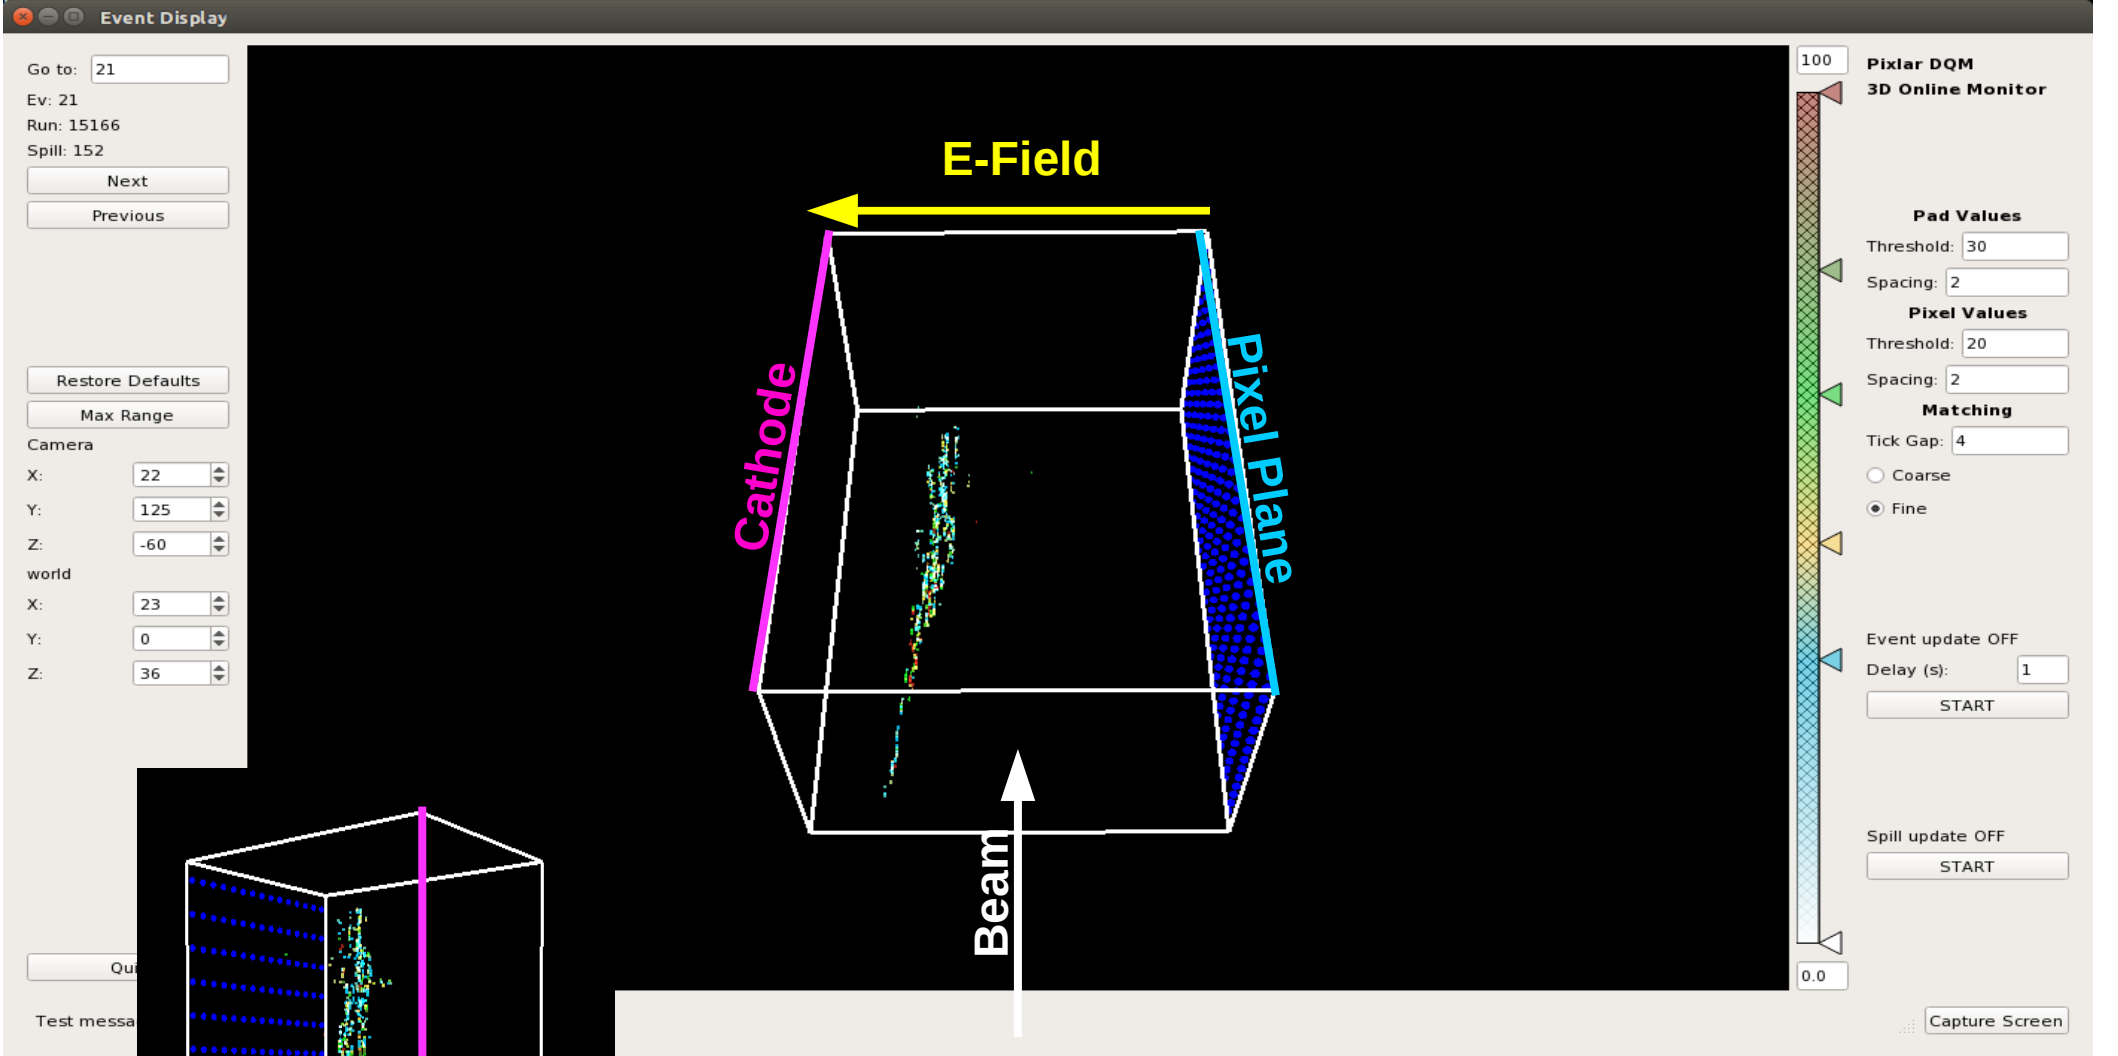 Event Display
Go to: 21
Ev: 21
Run: 15166
Spill: 152
Next
Previous
Restore Defaults
Max Range
Camera
X: 22
Y: 125
Z: -60
world
X: 23
Y: 0
Z: 36
Qui
Test messa
E-Field
Cathode
Pixel Plane
Beam
100
0.0
Pixlar DQM
3D Online Monitor
Pad Values
Threshold: 30
Spacing: 2
Pixel Values
Threshold: 20
Spacing: 2
Matching
Tick Gap: 4
Coarse
Fine
Event update OFF
Delay (s): 1
START
Spill update OFF
START
Capture Screen